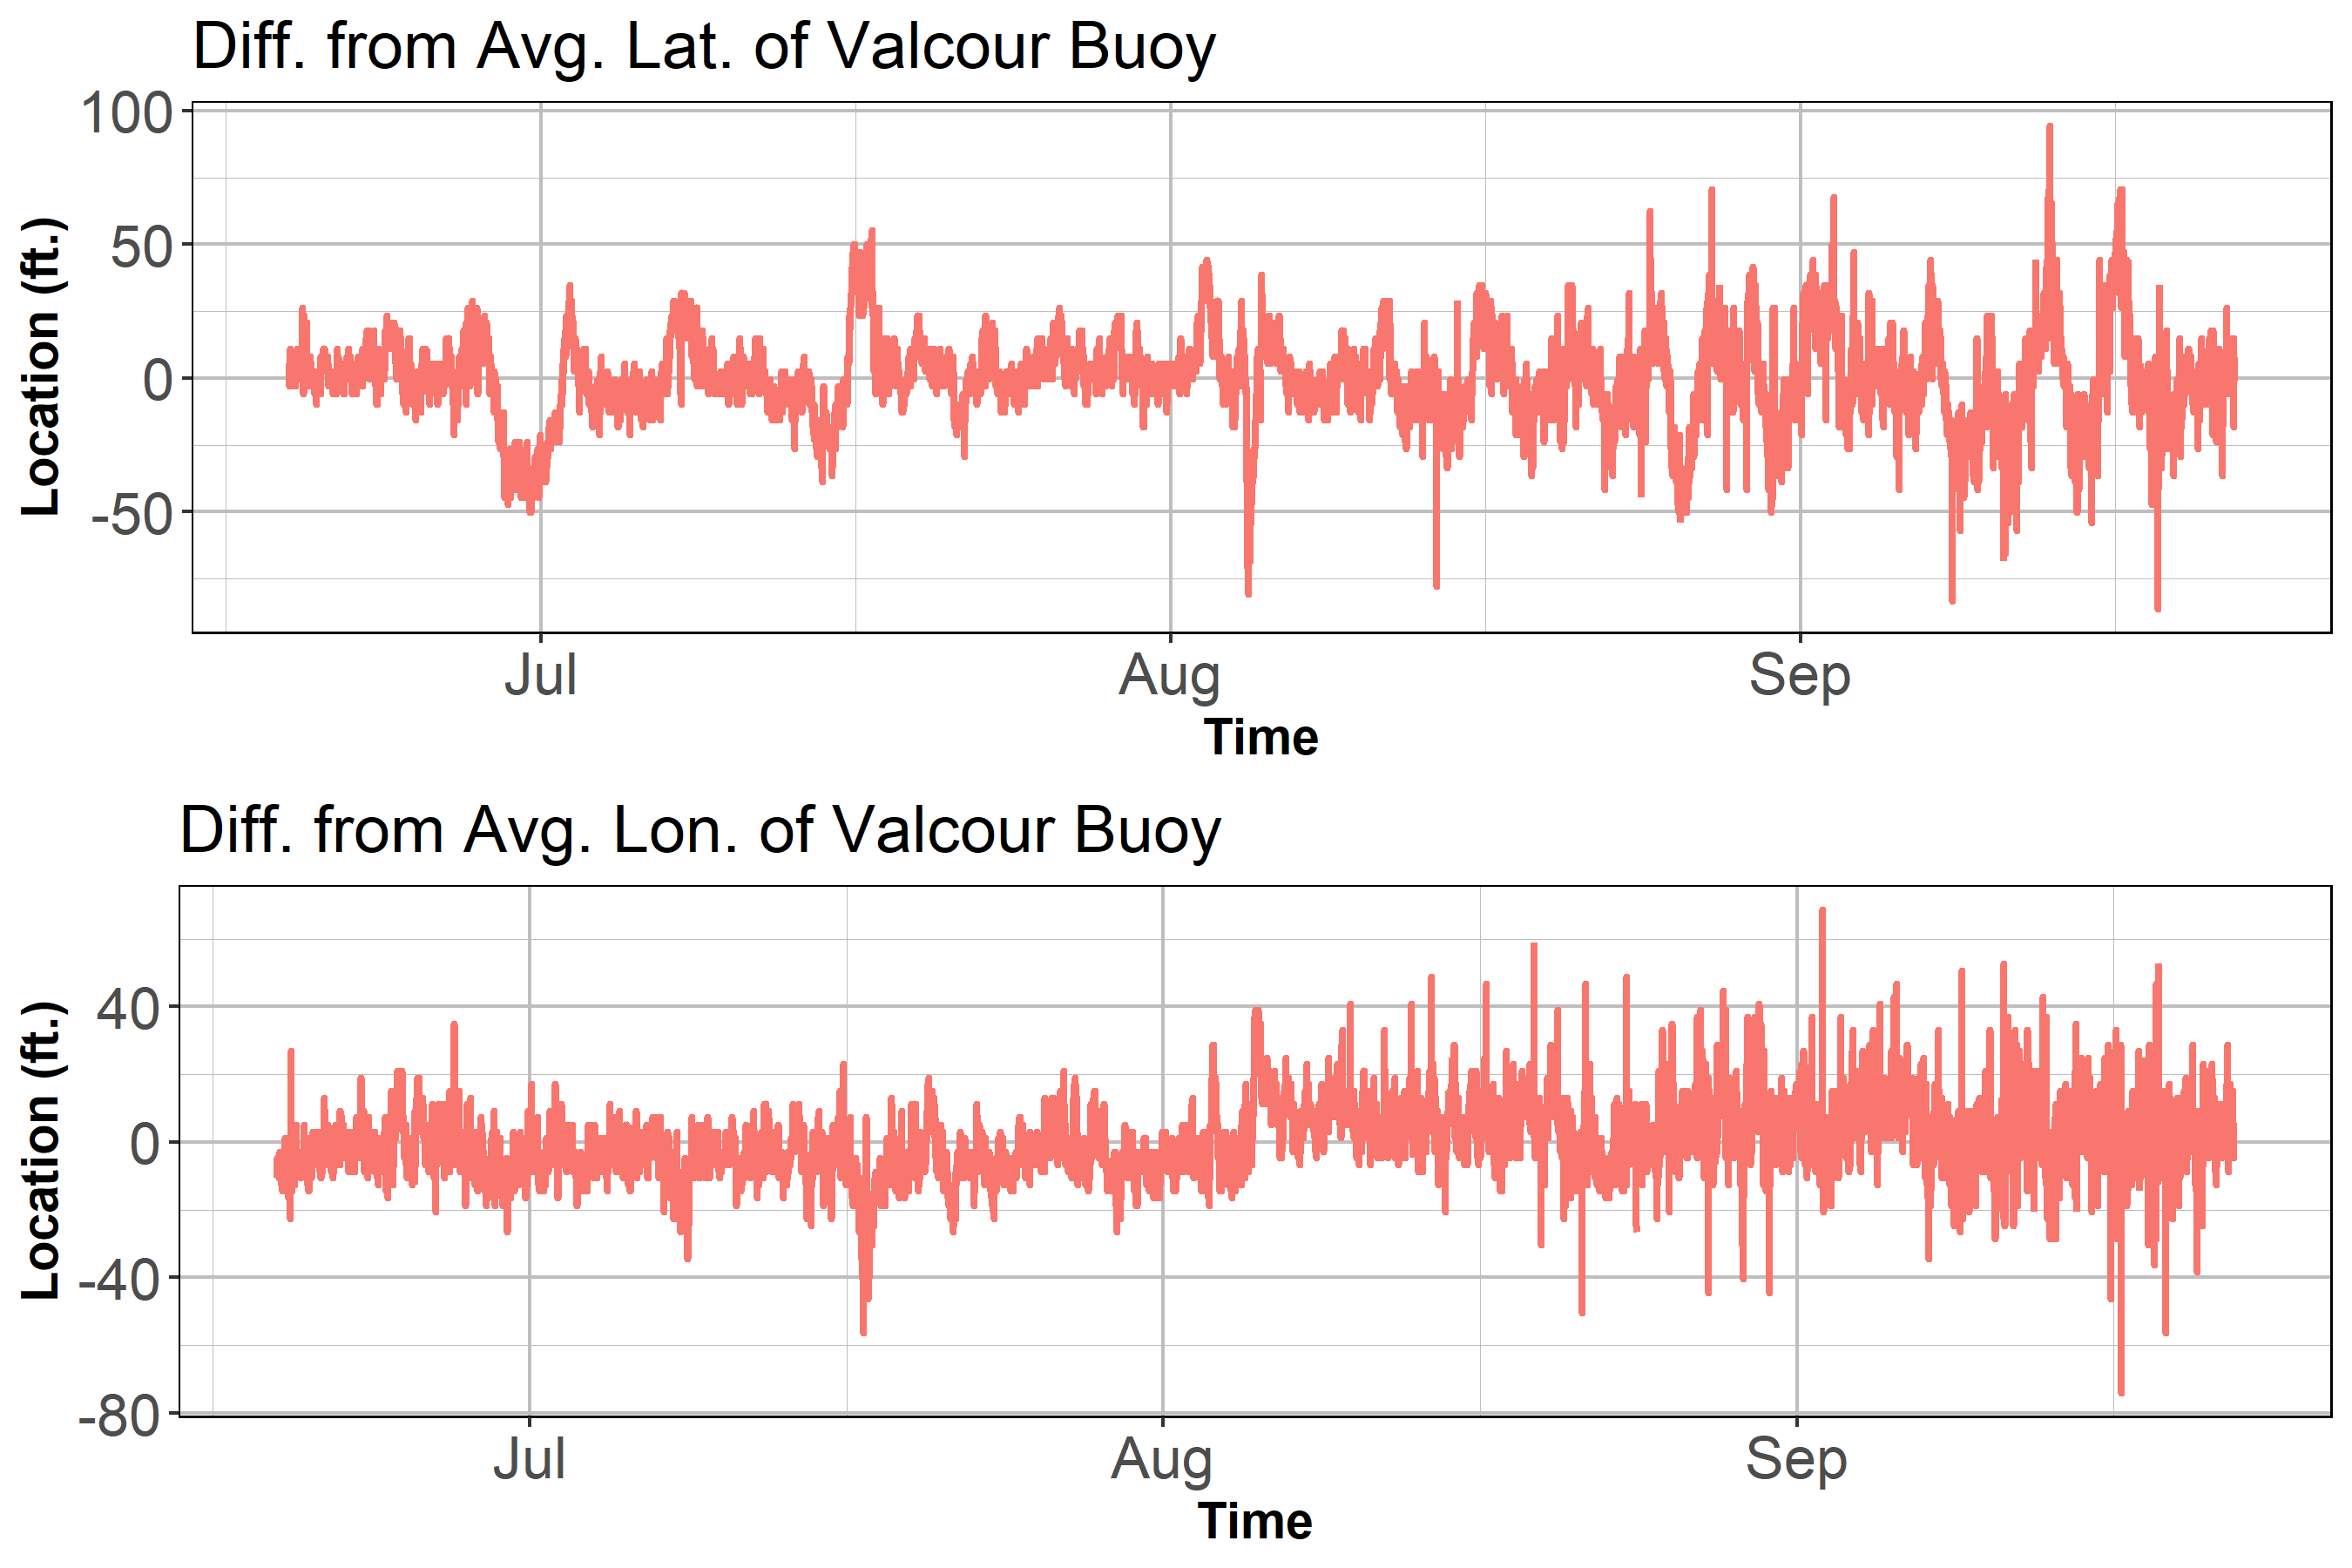 Diff. from Avg. Lat. of Valcour Buoy
100
50
0
-50
Location (ft.)
Jul Aug Sep
Time
Diff. from Avg. Lon. of Valcour Buoy
40
0
-40
-80
Location (ft.)
Jul Aug Sep
Time